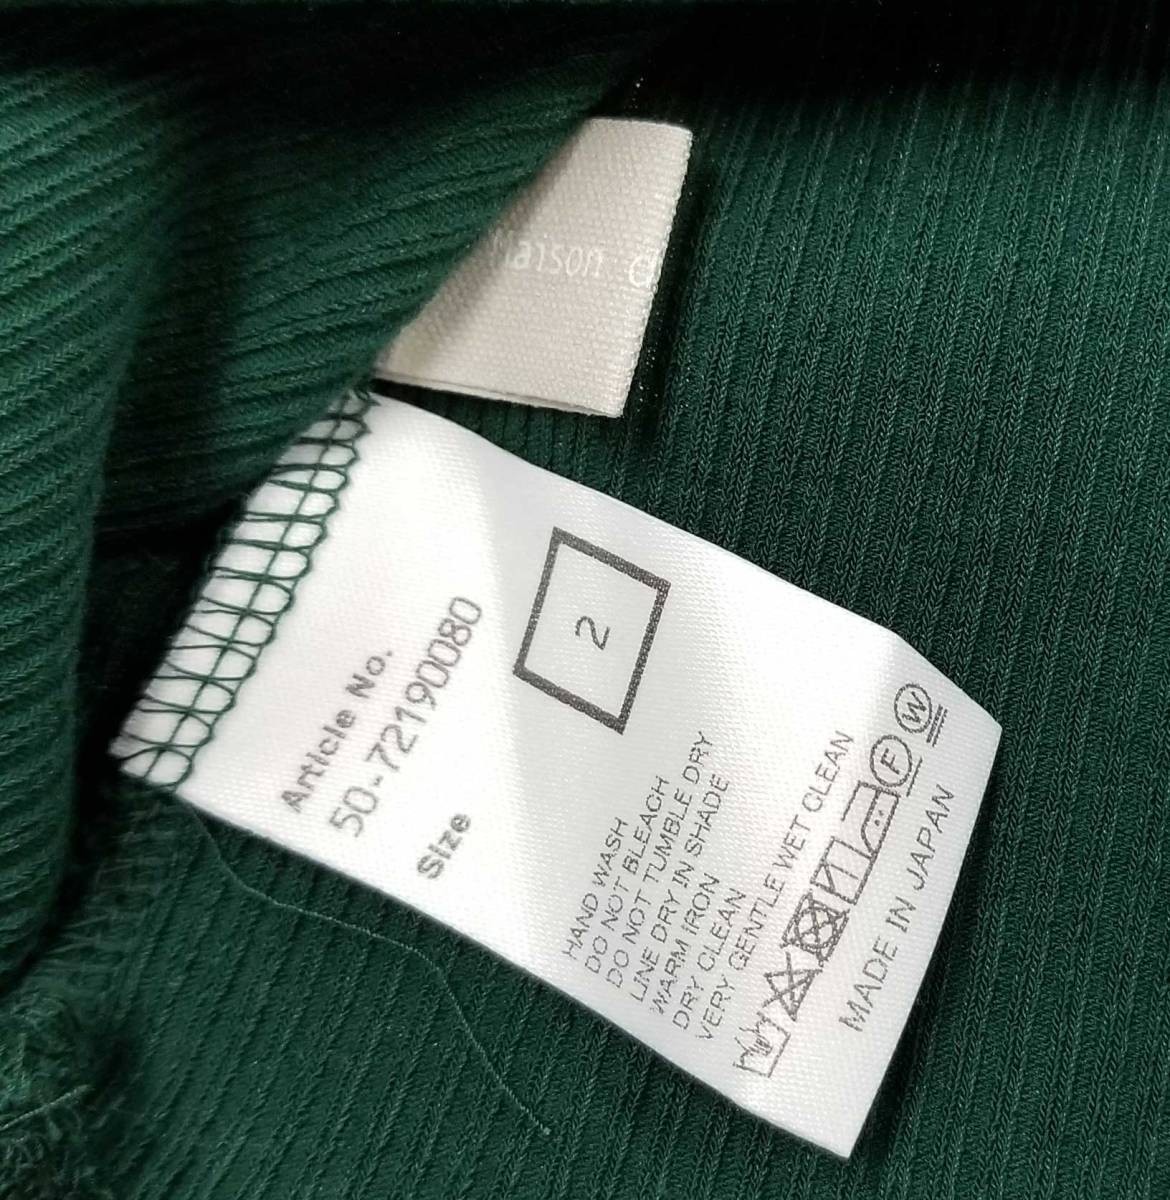 Maison
Article No.
50-72190080
Size
2
HAND WASH
DO NOT BLEACH
DO NOT TUMBLE DRY
LINE DRY IN SHADE
WARM IRON
DRY CLEAN
VERY GENTLE WET CLEAN
F
W
MADE IN JAPAN